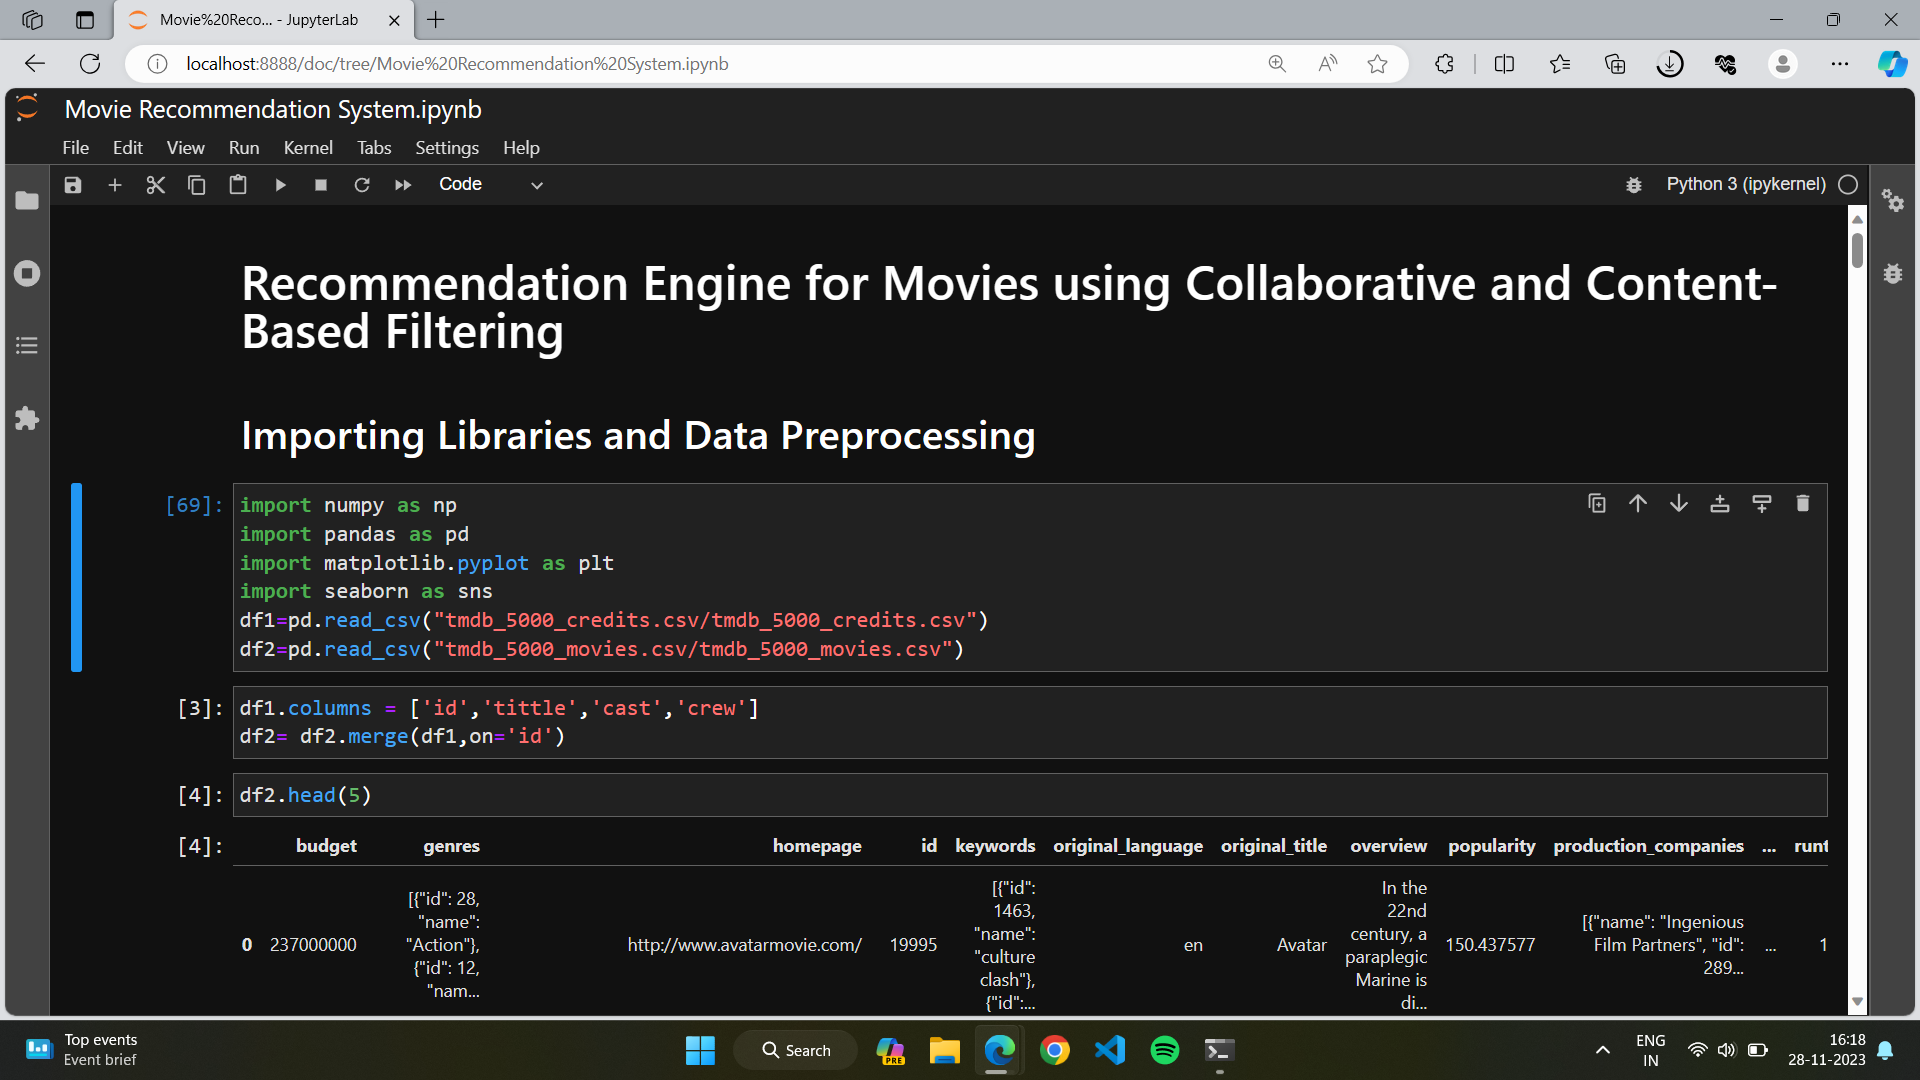 Movie%20Reco... - JupyterLab
localhost:8888/doc/tree/Movie%20Recommendation%20System.ipynb
Movie Recommendation System.ipynb
File Edit View Run Kernel Tabs Settings Help
Code
Python 3 (ipykernel)
Recommendation Engine for Movies using Collaborative and Content-
Based Filtering
Importing Libraries and Data Preprocessing
[69]:
import numpy as np
import pandas as pd
import matplotlib.pyplot as plt
import seaborn as sns
df1=pd.read_csv("tmdb_5000_credits.csv/tmdb_5000_credits.csv")
df2=pd.read_csv("tmdb_5000_movies.csv/tmdb_5000_movies.csv")
[3]:
df1.columns = ['id','tittle','cast','crew']
df2= df2.merge(df1,on='id')
[4]:
df2.head(5)
[4]:
budget genres homepage id keywords original_language original_title overview popularity production_companies ... runt
0
237000000
[{"id": 28,
"name":
"Action"},
{"id": 12,
"nam...
http://www.avatarmovie.com/
19995
[{"id":
1463,
"name":
"culture
clash"},
{"id":...
en
Avatar
In the
22nd
century, a
paraplegic
Marine is
di...
150.437577
[{"name": "Ingenious
Film Partners", "id":
289...
...
1
Top events
Event brief
Search
PRE
ENG
IN
16:18
28-11-2023